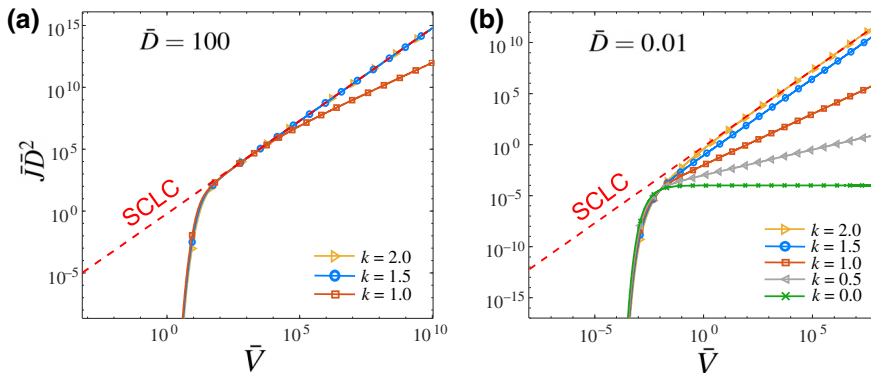 (a)
D̄ = 100
10^15
10^10
10^5
10^0
10^-5
J̄D̄^2
SCLC
k = 2.0
k = 1.5
k = 1.0
10^0
10^5
10^10
V̄
(b)
D̄ = 0.01
10^10
10^5
10^0
10^-5
10^-10
10^-15
SCLC
k = 2.0
k = 1.5
k = 1.0
k = 0.5
k = 0.0
10^-5
10^0
10^5
V̄